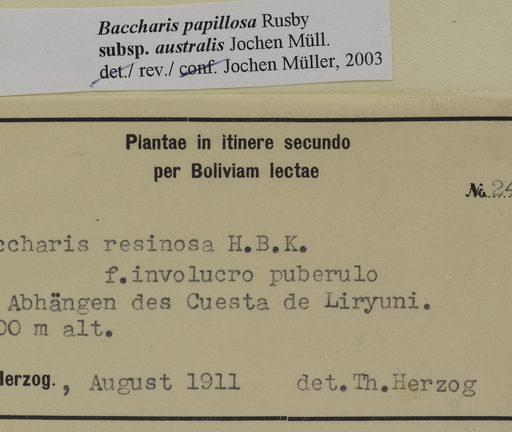 Baccharis papillosa Rusby
subsp. australis Jochen Müll.
det./ rev./ conf. Jochen Müller, 2003
Plantae in itinere secundo
per Boliviam lectae
No. 24
ccharis resinosa H.B.K.
f.involucro puberulo
Abhängen des Cuesta de Liryuni.
00 m alt.
Herzog., August 1911 det.Th.Herzog